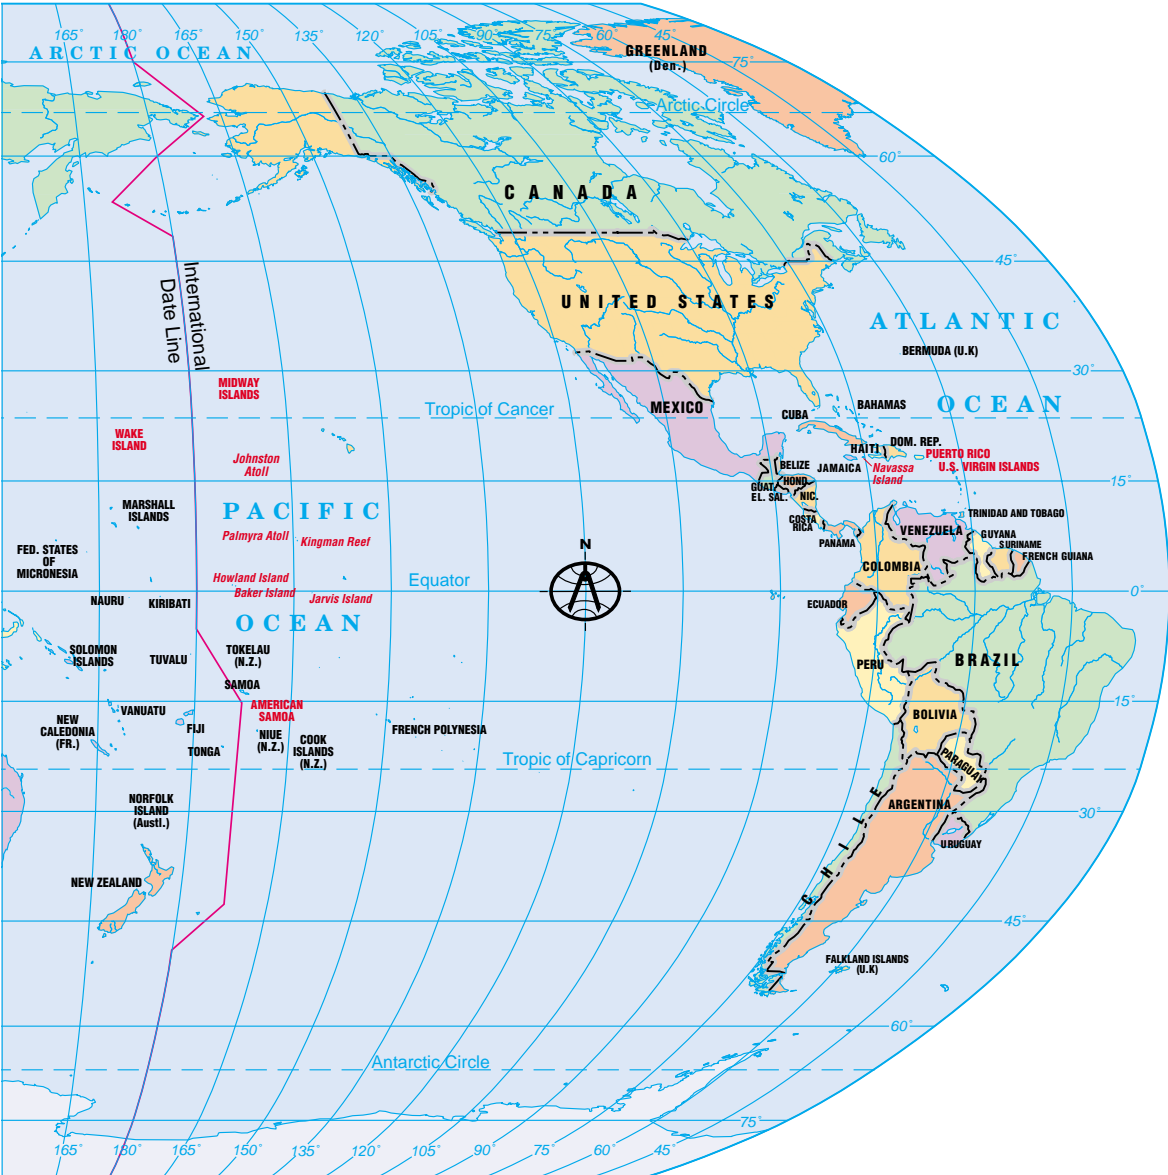 165°
180°
165°
150°
135°
120°
105°
90°
75°
60°
45°
ARCTIC OCEAN
GREENLAND
(Den.)
75°
Arctic Circle
60°
CANADA
45°
International
Date Line
UNITED STATES
ATLANTIC
OCEAN
BERMUDA (U.K)
30°
MIDWAY
ISLANDS
Tropic of Cancer
MEXICO
CUBA
BAHAMAS
WAKE
ISLAND
Johnston
Atoll
HAITI
DOM. REP.
PUERTO RICO
U.S. VIRGIN ISLANDS
BELIZE
JAMAICA
Navassa
Island
15°
GUAT.
HOND.
EL. SAL.
NIC.
MARSHALL
ISLANDS
PACIFIC
OCEAN
COSTA
RICA
PANAMA
TRINIDAD AND TOBAGO
VENEZUELA
GUYANA
SURINAME
FRENCH GUIANA
Palmyra Atoll
Kingman Reef
FED. STATES
OF
MICRONESIA
N
COLOMBIA
Howland Island
Baker Island
Jarvis Island
Equator
0°
NAURU
KIRIBATI
ECUADOR
SOLOMON
ISLANDS
TUVALU
TOKELAU
(N.Z.)
PERU
BRAZIL
SAMOA
AMERICAN
SAMOA
15°
VANUATU
NEW
CALEDONIA
(FR.)
FIJI
TONGA
NIUE
(N.Z.)
COOK
ISLANDS
(N.Z.)
FRENCH POLYNESIA
BOLIVIA
PARAGUAY
Tropic of Capricorn
NORFOLK
ISLAND
(Austl.)
CHILE
ARGENTINA
30°
URUGUAY
NEW ZEALAND
45°
FALKLAND ISLANDS
(U.K)
60°
Antarctic Circle
75°
165°
180°
165°
150°
135°
120°
105°
90°
75°
60°
45°